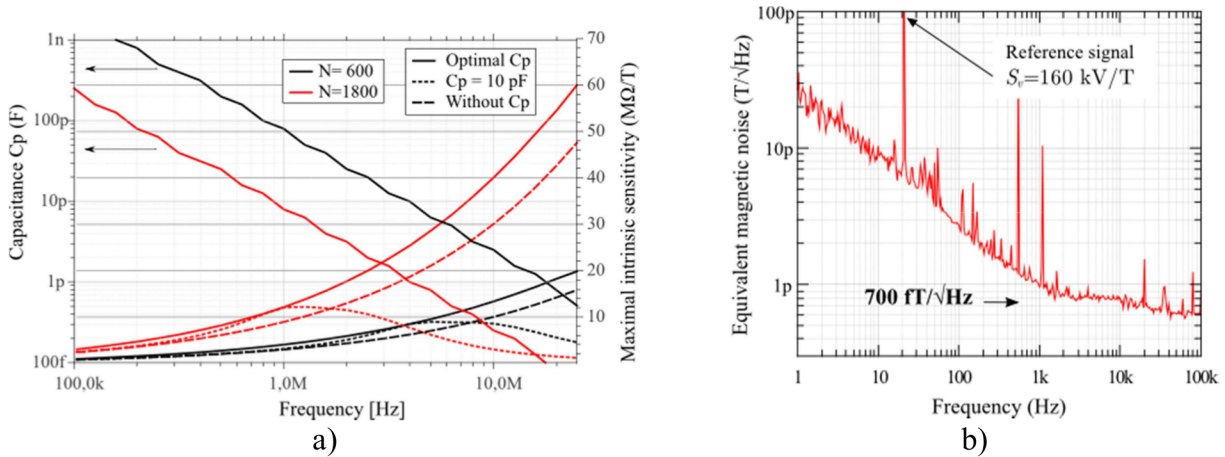 1n
100p
10p
1p
100f
Capacitance Cp (F)
N= 600
N=1800
Optimal Cp
Cp = 10 pF
Without Cp
70
60
50
40
30
20
10
Maximal intrinsic sensitivity (MΩ/T)
100,0k
1,0M
10,0M
Frequency [Hz]
a)
100p
10p
1p
Equivalent magnetic noise (T/√Hz)
Reference signal
Sᵥ=160 kV/T
700 fT/√Hz
1
10
100
1k
10k
100k
Frequency (Hz)
b)